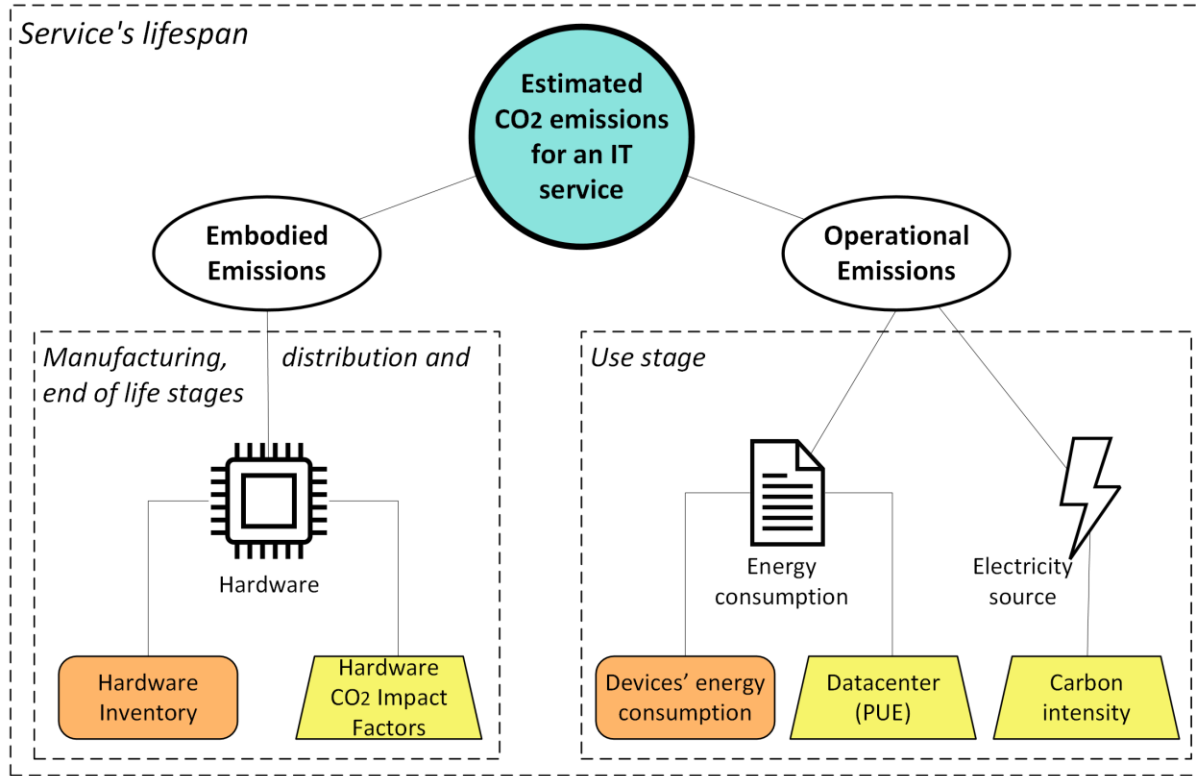 Service's lifespan
Estimated
CO2 emissions
for an IT
service
Embodied
Emissions
Operational
Emissions
Manufacturing, distribution and
end of life stages
Hardware
Hardware
Inventory
Hardware
CO2 Impact
Factors
Use stage
Energy
consumption
Electricity
source
Devices’ energy
consumption
Datacenter
(PUE)
Carbon
intensity